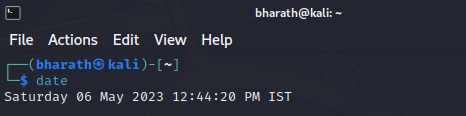 bharath@kali: ~
File Actions Edit View Help
┌──(bharath㉿kali)-[~]
└─$ date
Saturday 06 May 2023 12:44:20 PM IST